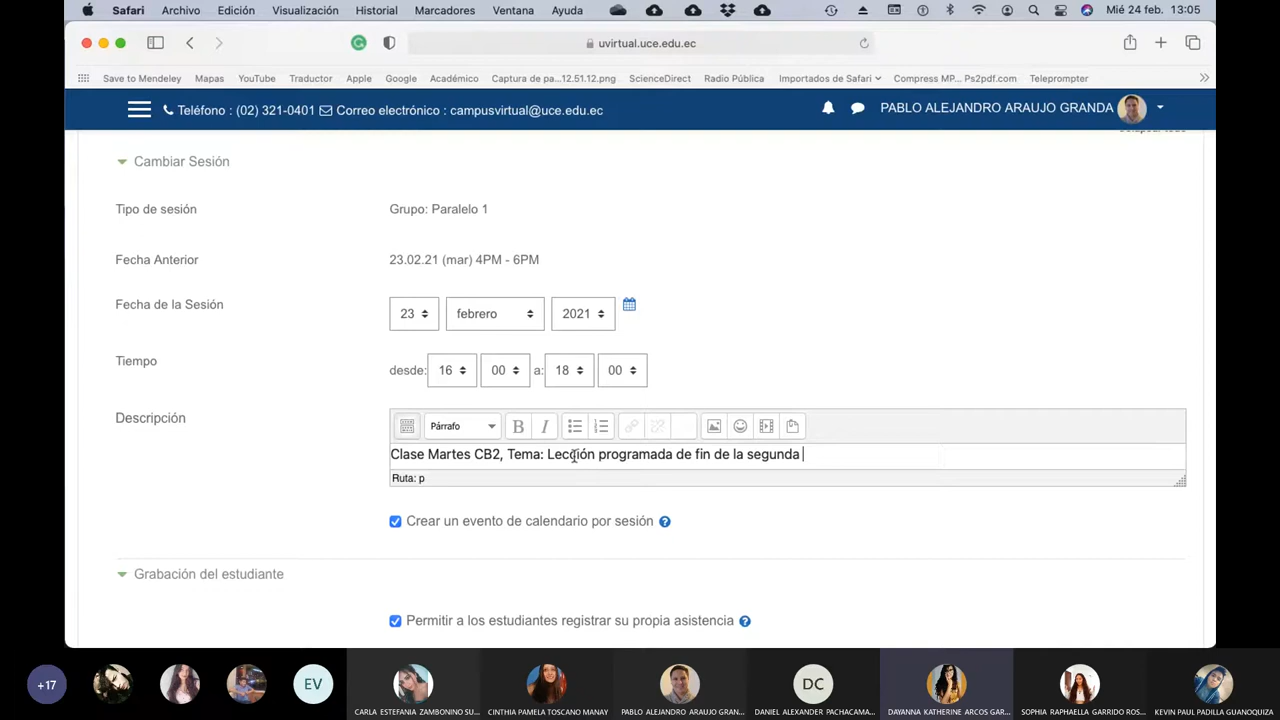 Safari Archivo Edición Visualización Historial Marcadores Ventana Ayuda Mié 24 feb. 13:05
uvirtual.uce.edu.ec
Save to Mendeley Mapas YouTube Traductor Apple Google Académico Captura de pa...12.51.12.png ScienceDirect Radio Pública Importados de Safari Compress MP... Ps2pdf.com Teleprompter
Teléfono : (02) 321-0401 Correo electrónico : campusvirtual@uce.edu.ec PABLO ALEJANDRO ARAUJO GRANDA
Cambiar Sesión
Tipo de sesión Grupo: Paralelo 1
Fecha Anterior 23.02.21 (mar) 4PM - 6PM
Fecha de la Sesión 23 febrero 2021
Tiempo desde: 16 00 a: 18 00
Descripción Párrafo B I
Clase Martes CB2, Tema: Lección programada de fin de la segunda
Ruta: p
Crear un evento de calendario por sesión ?
Grabación del estudiante
Permitir a los estudiantes registrar su propia asistencia ?
+17 EV DC
CARLA ESTEFANIA ZAMBONINO SU... CINTHIA PAMELA TOSCANO MANAY PABLO ALEJANDRO ARAUJO GRAN... DANIEL ALEXANDER PACHACAMA... DAYANNA KATHERINE ARCOS GAR... SOPHIA RAPHAELLA GARRIDO ROS... KEVIN PAUL PADILLA GUANOQUIZA